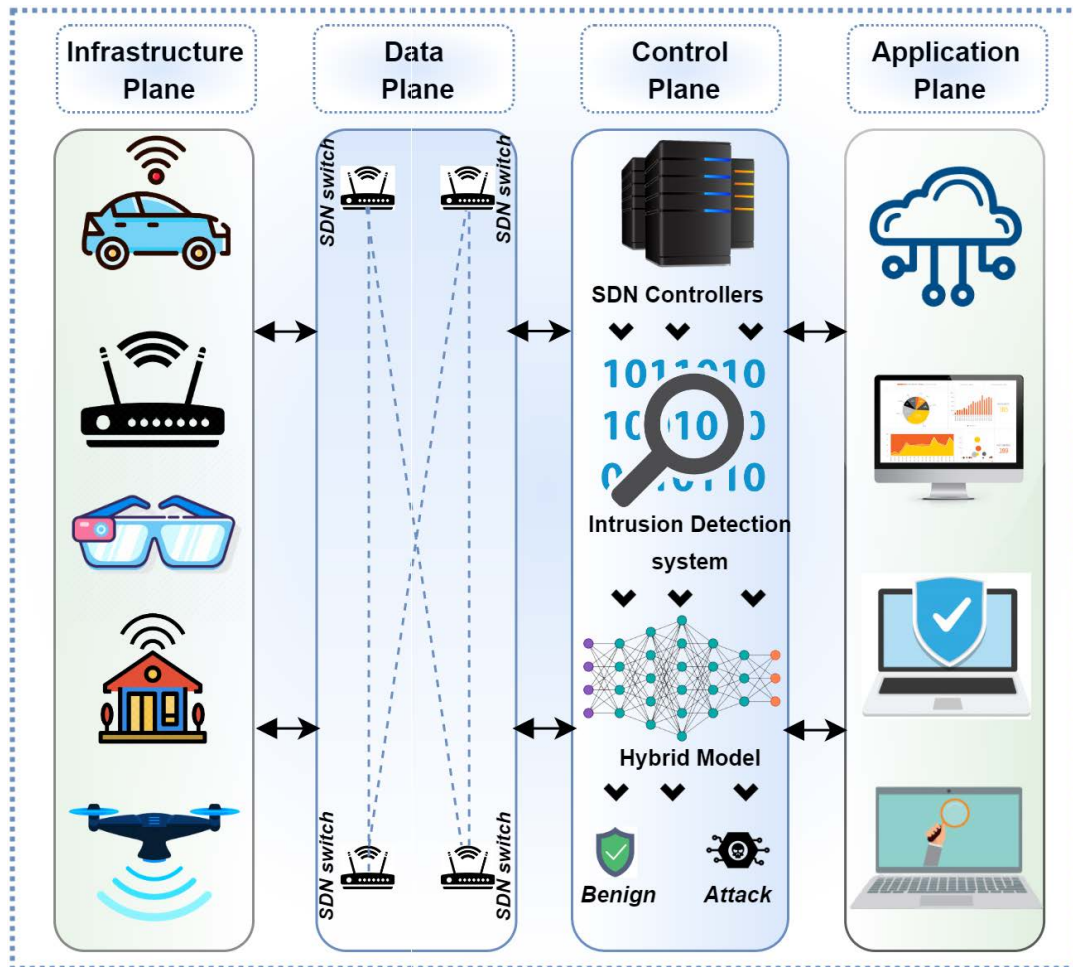 Infrastructure
Plane
Data
Plane
Control
Plane
Application
Plane
SDN switch
SDN switch
SDN Controllers
1011010
Intrusion Detection
system
Hybrid Model
SDN switch
SDN switch
Benign
Attack